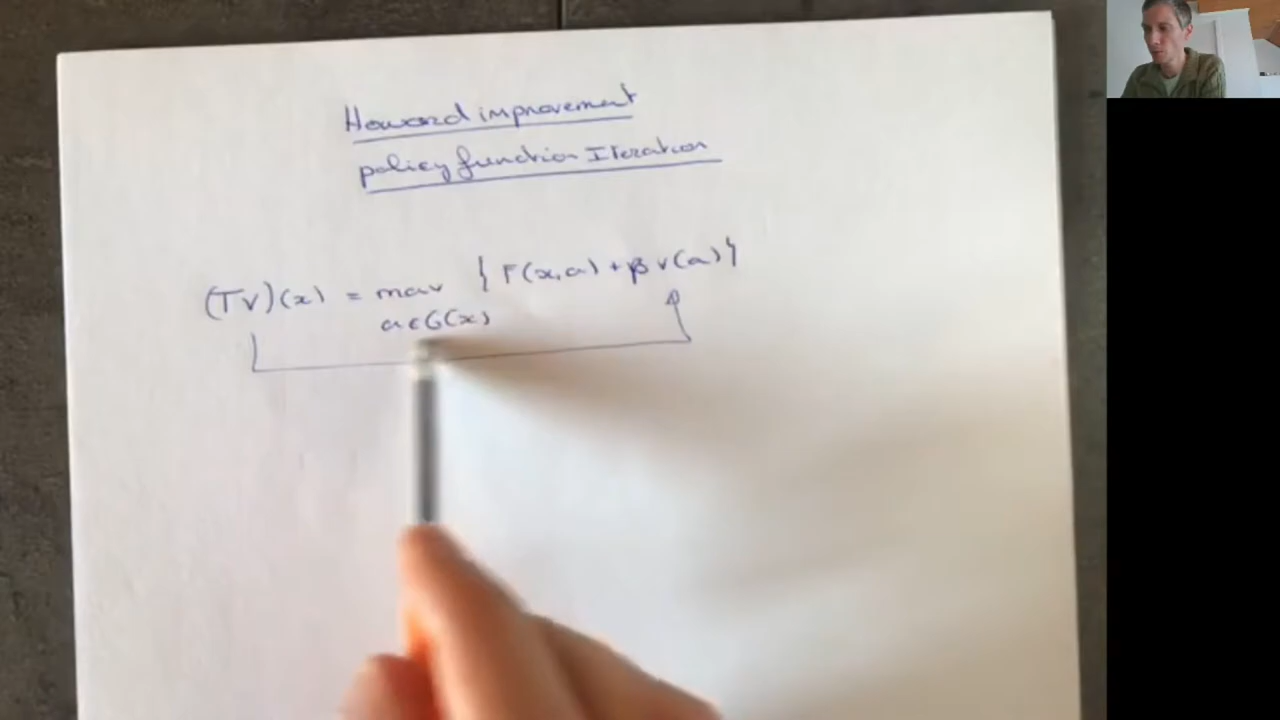 Howard improvement
policy function Iteration
(Tv)(x) = max { F(x,a) + β v(a) }
a∈G(x)